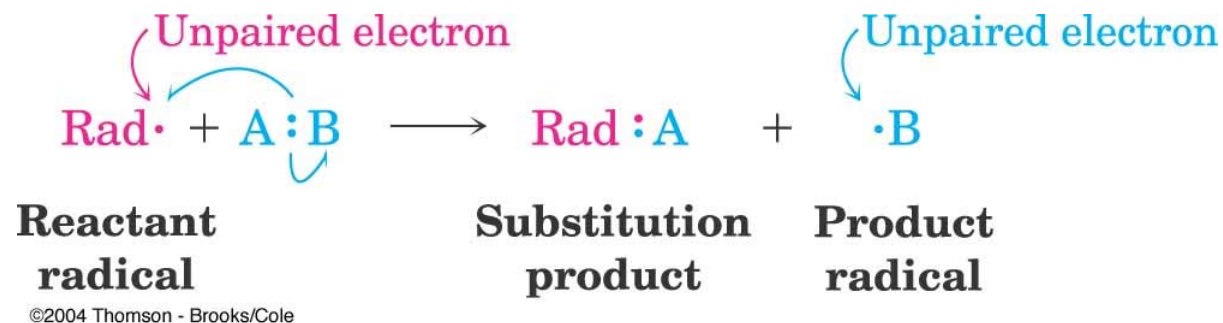 Unpaired electron Unpaired electron
Rad· + A:B ⟶ Rad:A + ·B
Reactant radical
Substitution product
Product radical
©2004 Thomson - Brooks/Cole